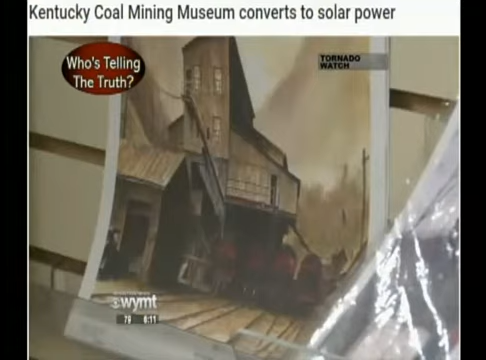 Kentucky Coal Mining Museum converts to solar power
Who's Telling
The Truth?
TORNADO
WATCH
wymt
79 6:11